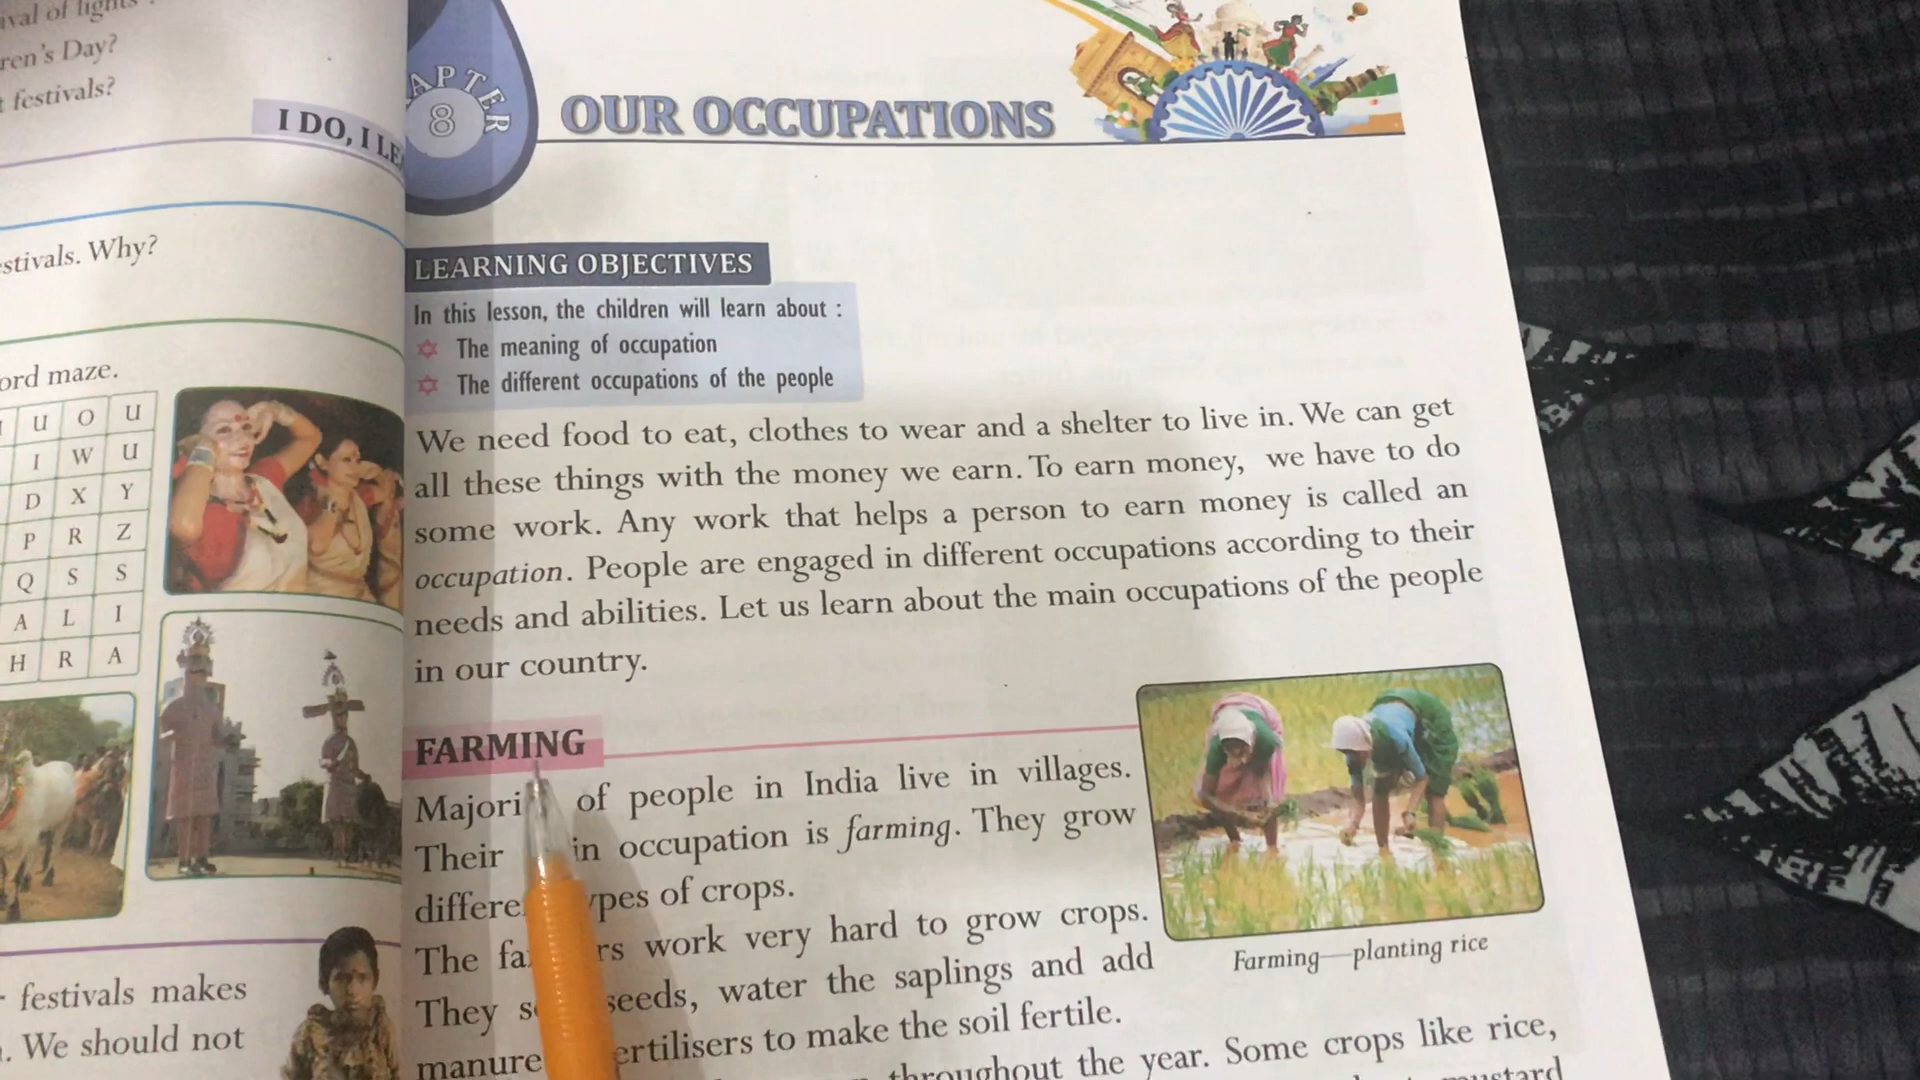 ren's Day?
festivals?
I DO, I
stivals. Why?
ord maze.
U O U
I W U
D X Y
P R Z
Q S S
A L I
H R A
festivals makes
. We should not
APTER
8
OUR OCCUPATIONS
LEARNING OBJECTIVES
In this lesson, the children will learn about :
The meaning of occupation
The different occupations of the people
We need food to eat, clothes to wear and a shelter to live in. We can get
all these things with the money we earn. To earn money, we have to do
some work. Any work that helps a person to earn money is called an
occupation. People are engaged in different occupations according to their
needs and abilities. Let us learn about the main occupations of the people
in our country.
FARMING
Majori of people in India live in villages.
Their in occupation is farming. They grow
differe pes of crops.
The fa rs work very hard to grow crops.
They s seeds, water the saplings and add
manure ertilisers to make the soil fertile.
throughout the year. Some crops like rice,
mustard
Farming—planting rice